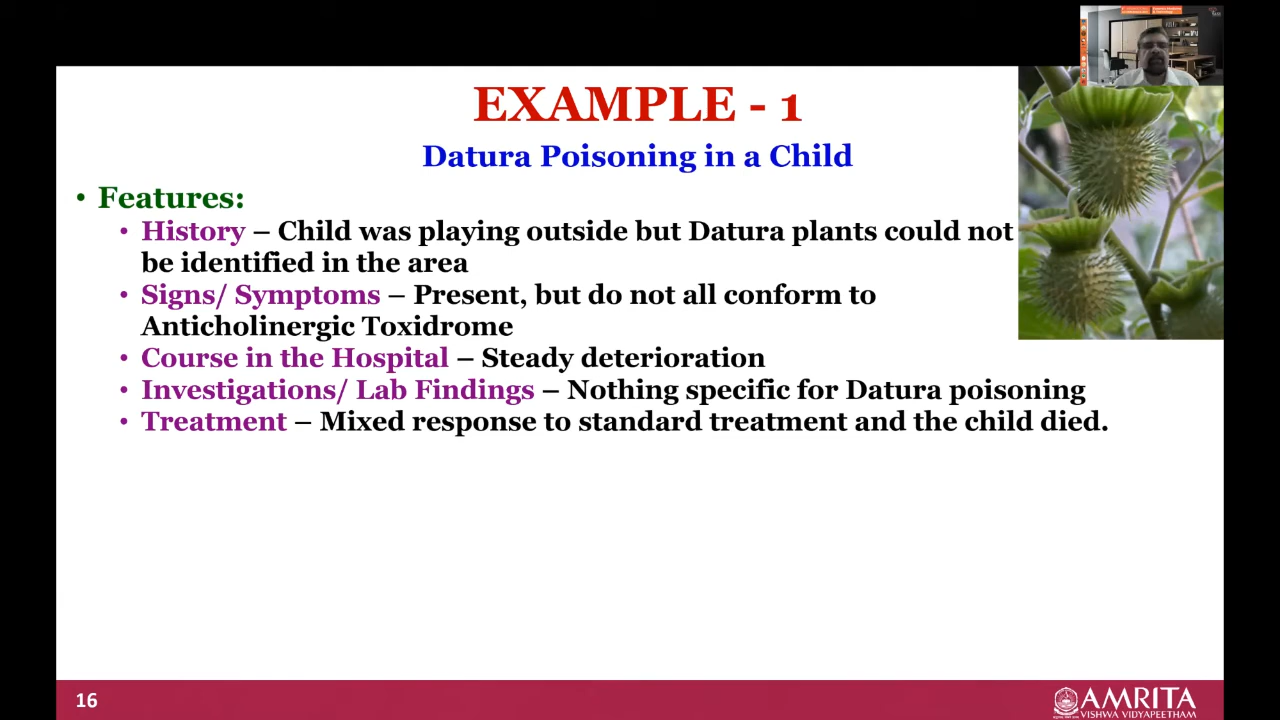 EXAMPLE - 1
Datura Poisoning in a Child
• Features:
• History – Child was playing outside but Datura plants could not
be identified in the area
• Signs/ Symptoms – Present, but do not all conform to
Anticholinergic Toxidrome
• Course in the Hospital – Steady deterioration
• Investigations/ Lab Findings – Nothing specific for Datura poisoning
• Treatment – Mixed response to standard treatment and the child died.
16
AMRITA
VISHWA VIDYAPEETHAM